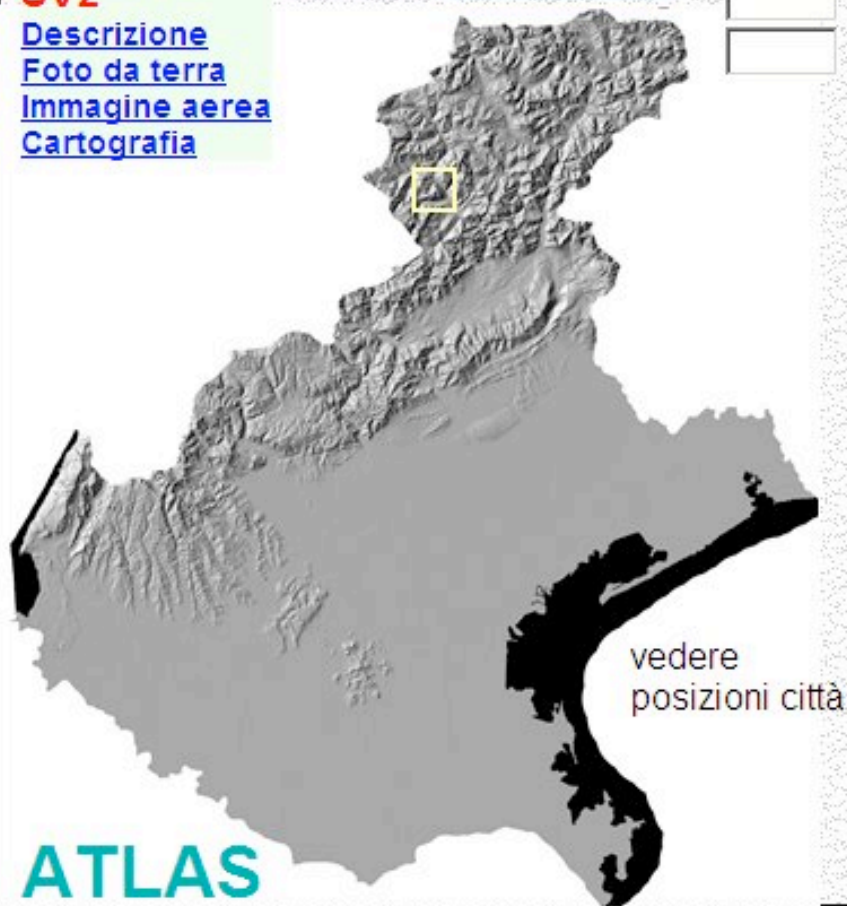 Descrizione
Foto da terra
Immagine aerea
Cartografia
vedere
posizioni città
ATLAS